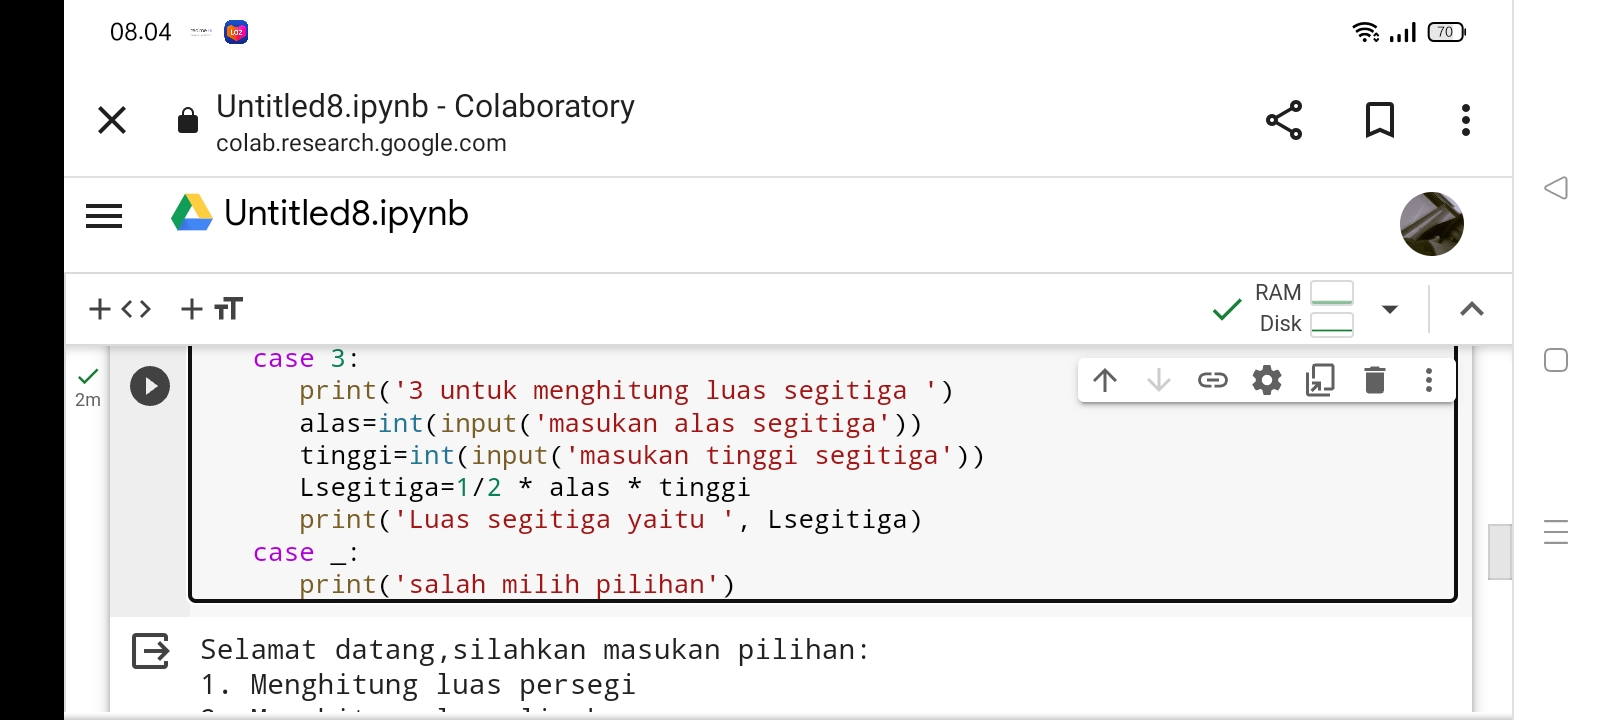 08.04
70
Untitled8.ipynb - Colaboratory
colab.research.google.com
Untitled8.ipynb
+ <> + TT
RAM
Disk
2m
case 3:
print('3 untuk menghitung luas segitiga ')
alas=int(input('masukan alas segitiga'))
tinggi=int(input('masukan tinggi segitiga'))
Lsegitiga=1/2 * alas * tinggi
print('Luas segitiga yaitu ', Lsegitiga)
case _:
print('salah milih pilihan')
Selamat datang,silahkan masukan pilihan:
1. Menghitung luas persegi